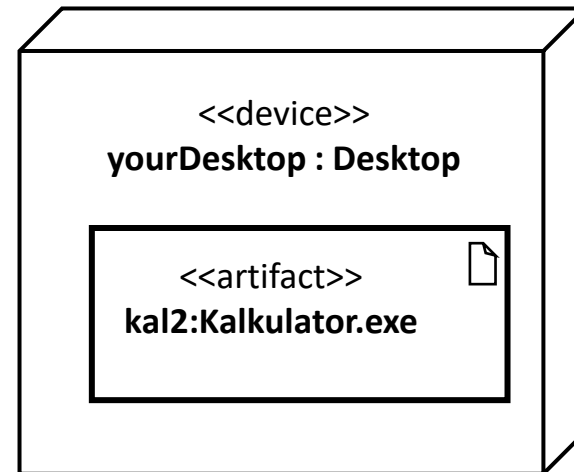 <<device>>
yourDesktop : Desktop
<<artifact>>
kal2:Kalkulator.exe